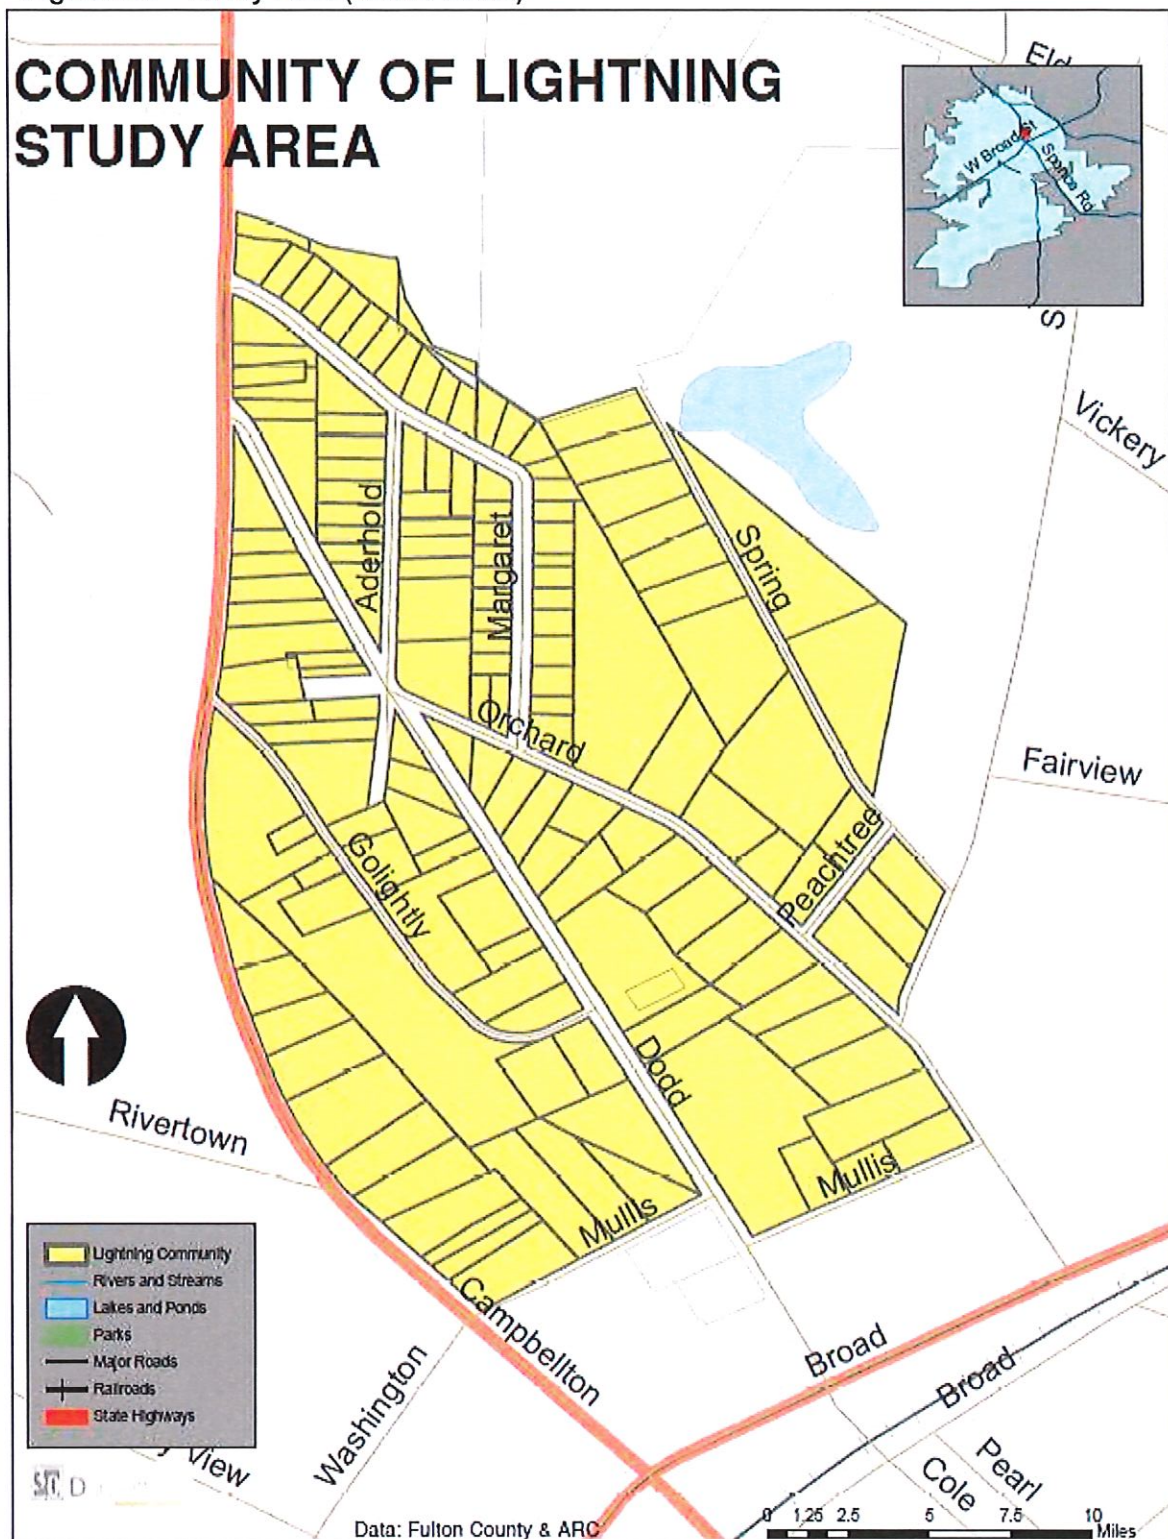 COMMUNITY OF LIGHTNING
STUDY AREA
W Broad St
Spence Rd
S
Vickery
Aderhold
Margaret
Spring
Orchard
Fairview
Peachtree
Golightly
Dodd
Rivertown
Mullis
Mullis
Campbellton
Washington
Broad
Broad
Pearl
Cole
View
Lightning Community
Rivers and Streams
Lakes and Ponds
Parks
Major Roads
Railroads
State Highways
Data: Fulton County & ARC
0 1.25 2.5 5 7.5 10
Miles